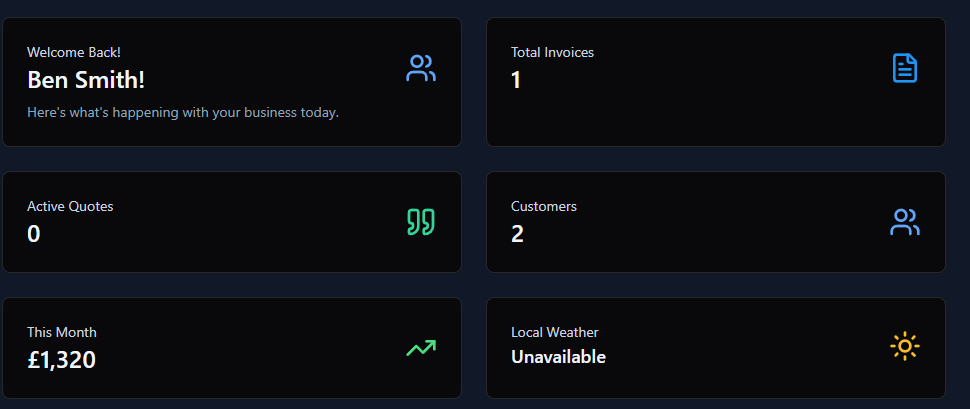 Welcome Back!
Ben Smith!
Here's what's happening with your business today.
Total Invoices
1
Active Quotes
0
Customers
2
This Month
£1,320
Local Weather
Unavailable